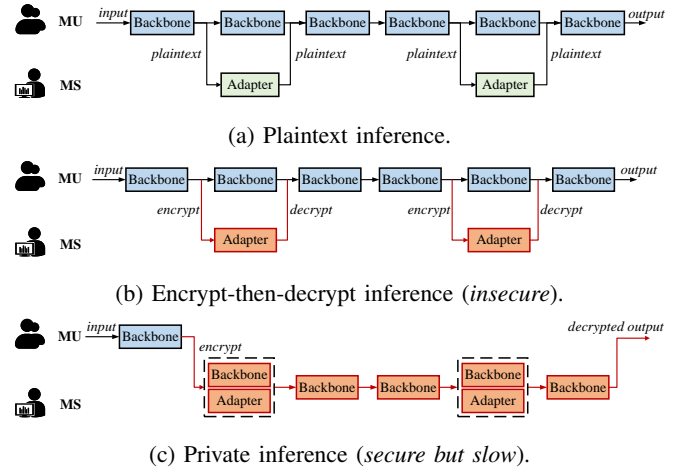 MU input Backbone Backbone Backbone Backbone Backbone Backbone output
plaintext plaintext plaintext plaintext
MS Adapter Adapter
(a) Plaintext inference.
MU input Backbone Backbone Backbone Backbone Backbone Backbone output
encrypt decrypt encrypt decrypt
MS Adapter Adapter
(b) Encrypt-then-decrypt inference (insecure).
MU input Backbone decrypted output
encrypt
Backbone Backbone
Backbone Backbone Backbone
MS Adapter Adapter
(c) Private inference (secure but slow).